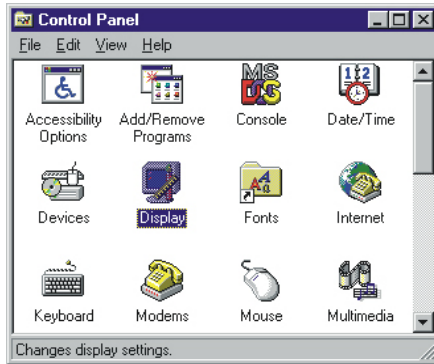 Control Panel
File Edit View Help
MS
DOS
12
Accessibility Options
Add/Remove Programs
Console
Date/Time
Devices
Display
Fonts
Internet
Keyboard
Modems
Mouse
Multimedia
Changes display settings.